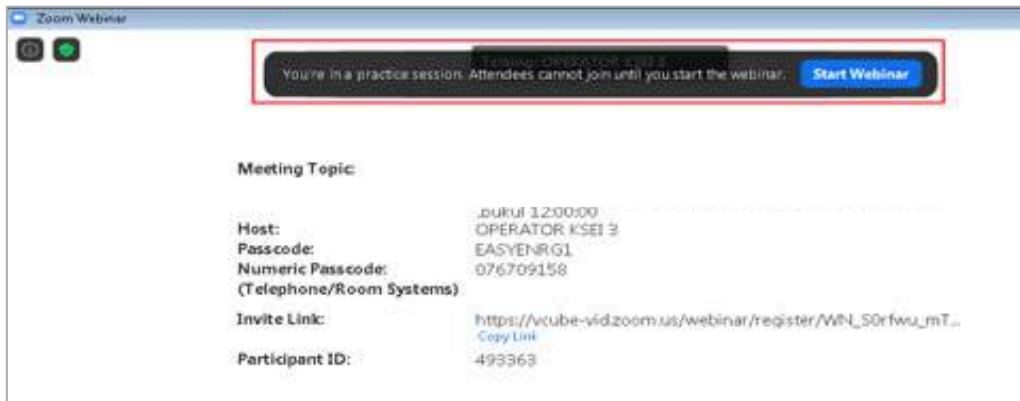 Zoom Webinar
You're in a practice session. Attendees cannot join until you start the webinar.
Start Webinar
Meeting Topic:
,pukul 12:00:00
Host: OPERATOR KSEI 3
Passcode: EASYENRG1
Numeric Passcode: 076709158
(Telephone/Room Systems)
Invite Link: https://vcube-vid.zoom.us/webinar/register/WN_S0rfwu_mT...
Copy Link
Participant ID: 493363